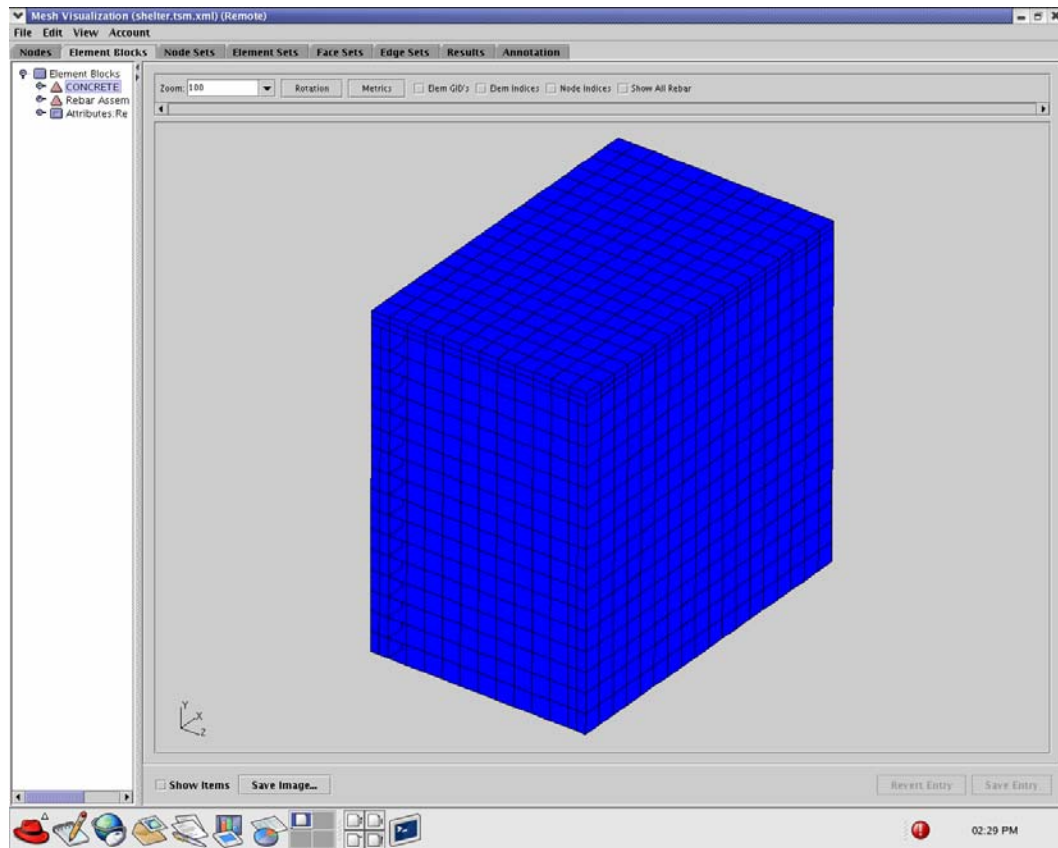 Mesh Visualization (shelter.tsm.xml) (Remote)
File Edit View Account
Nodes Element Blocks Node Sets Element Sets Face Sets Edge Sets Results Annotation
Element Blocks
CONCRETE
Rebar Assem
Attributes:Re
Zoom: 100 Rotation Metrics Elem GID's Elem Indices Node Indices Show All Rebar
Y
X
Z
Show Items Save Image... Revert Entry Save Entry
02:29 PM